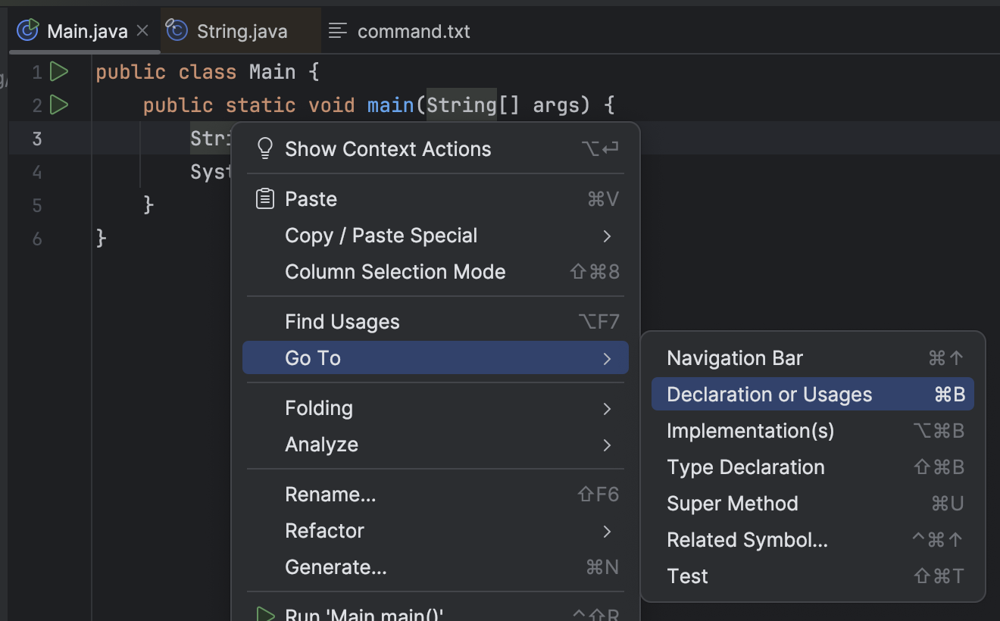 Main.java String.java command.txt
1 public class Main {
2 public static void main(String[] args) {
3 Stri
4 Syst
5 }
6 }
Show Context Actions ⌥↩
Paste ⌘V
Copy / Paste Special
Column Selection Mode ⇧⌘8
Find Usages ⌥F7
Go To
Folding
Analyze
Rename... ⇧F6
Refactor
Generate... ⌘N
Run 'Main.main()' ^⇧R
Navigation Bar ⌘↑
Declaration or Usages ⌘B
Implementation(s) ⌥⌘B
Type Declaration ⇧⌘B
Super Method ⌘U
Related Symbol... ^⌘↑
Test ⇧⌘T